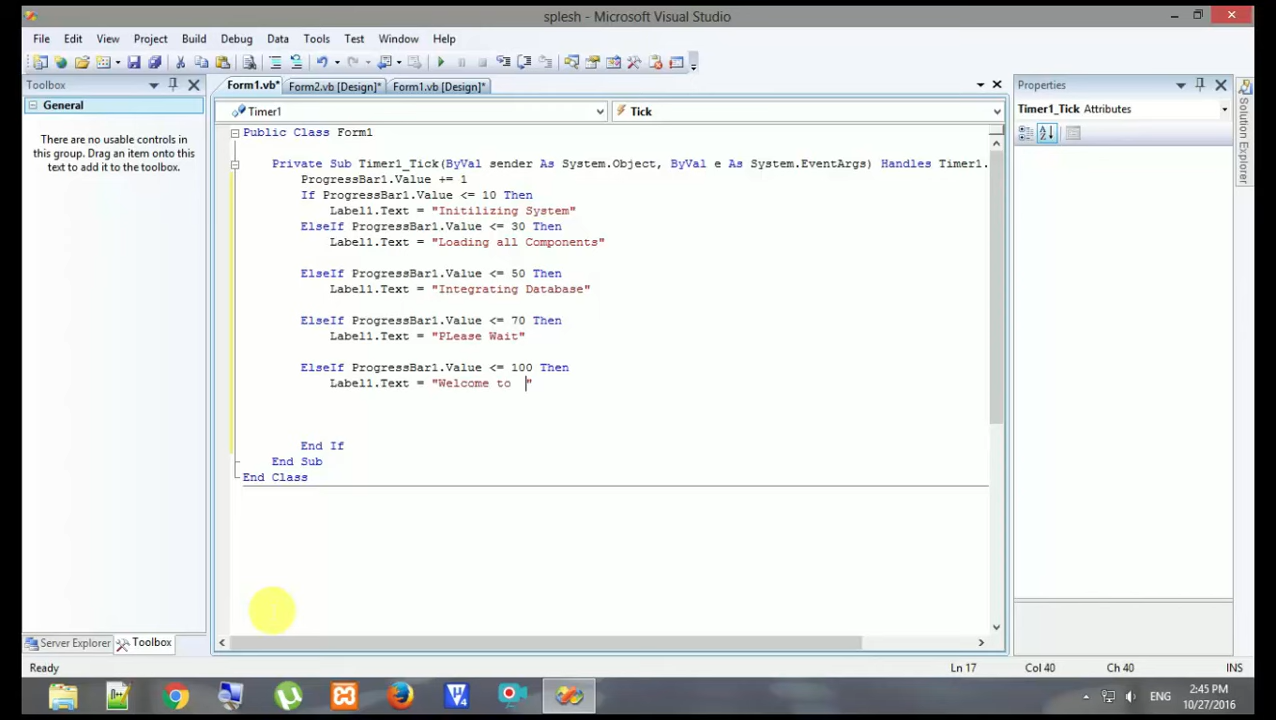 splesh - Microsoft Visual Studio
File Edit View Project Build Debug Data Tools Test Window Help
Toolbox
General
There are no usable controls in
this group. Drag an item onto this
text to add it to the toolbox.
Form1.vb* Form2.vb [Design]* Form1.vb [Design]*
Timer1
Tick
Public Class Form1
Private Sub Timer1_Tick(ByVal sender As System.Object, ByVal e As System.EventArgs) Handles Timer1.
ProgressBar1.Value += 1
If ProgressBar1.Value <= 10 Then
Label1.Text = "Initilizing System"
ElseIf ProgressBar1.Value <= 30 Then
Label1.Text = "Loading all Components"
ElseIf ProgressBar1.Value <= 50 Then
Label1.Text = "Integrating Database"
ElseIf ProgressBar1.Value <= 70 Then
Label1.Text = "PLease Wait"
ElseIf ProgressBar1.Value <= 100 Then
Label1.Text = "Welcome to  "
End If
End Sub
End Class
Properties
Timer1_Tick Attributes
Solution Explorer
Server Explorer Toolbox
Ready
Ln 17 Col 40 Ch 40 INS
ENG
2:45 PM
10/27/2016